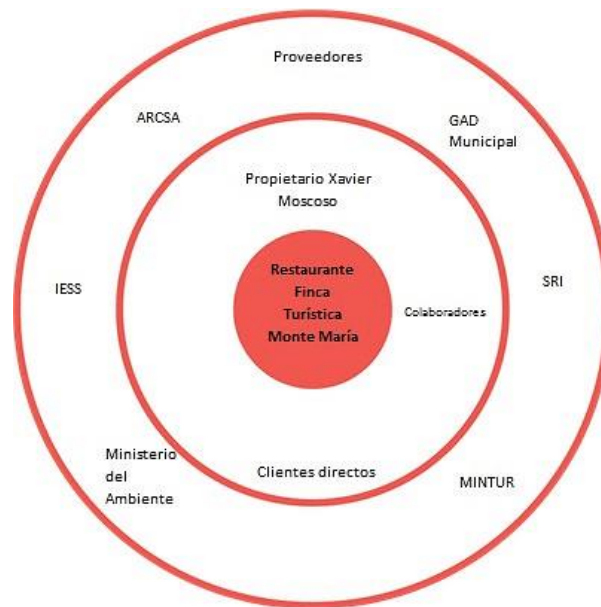 Proveedores
ARCSA
GAD
Municipal
Propietario Xavier
Moscoso
Restaurante
Finca
Turística
Monte María
IESS
Colaboradores
SRI
Ministerio
del
Ambiente
Clientes directos
MINTUR